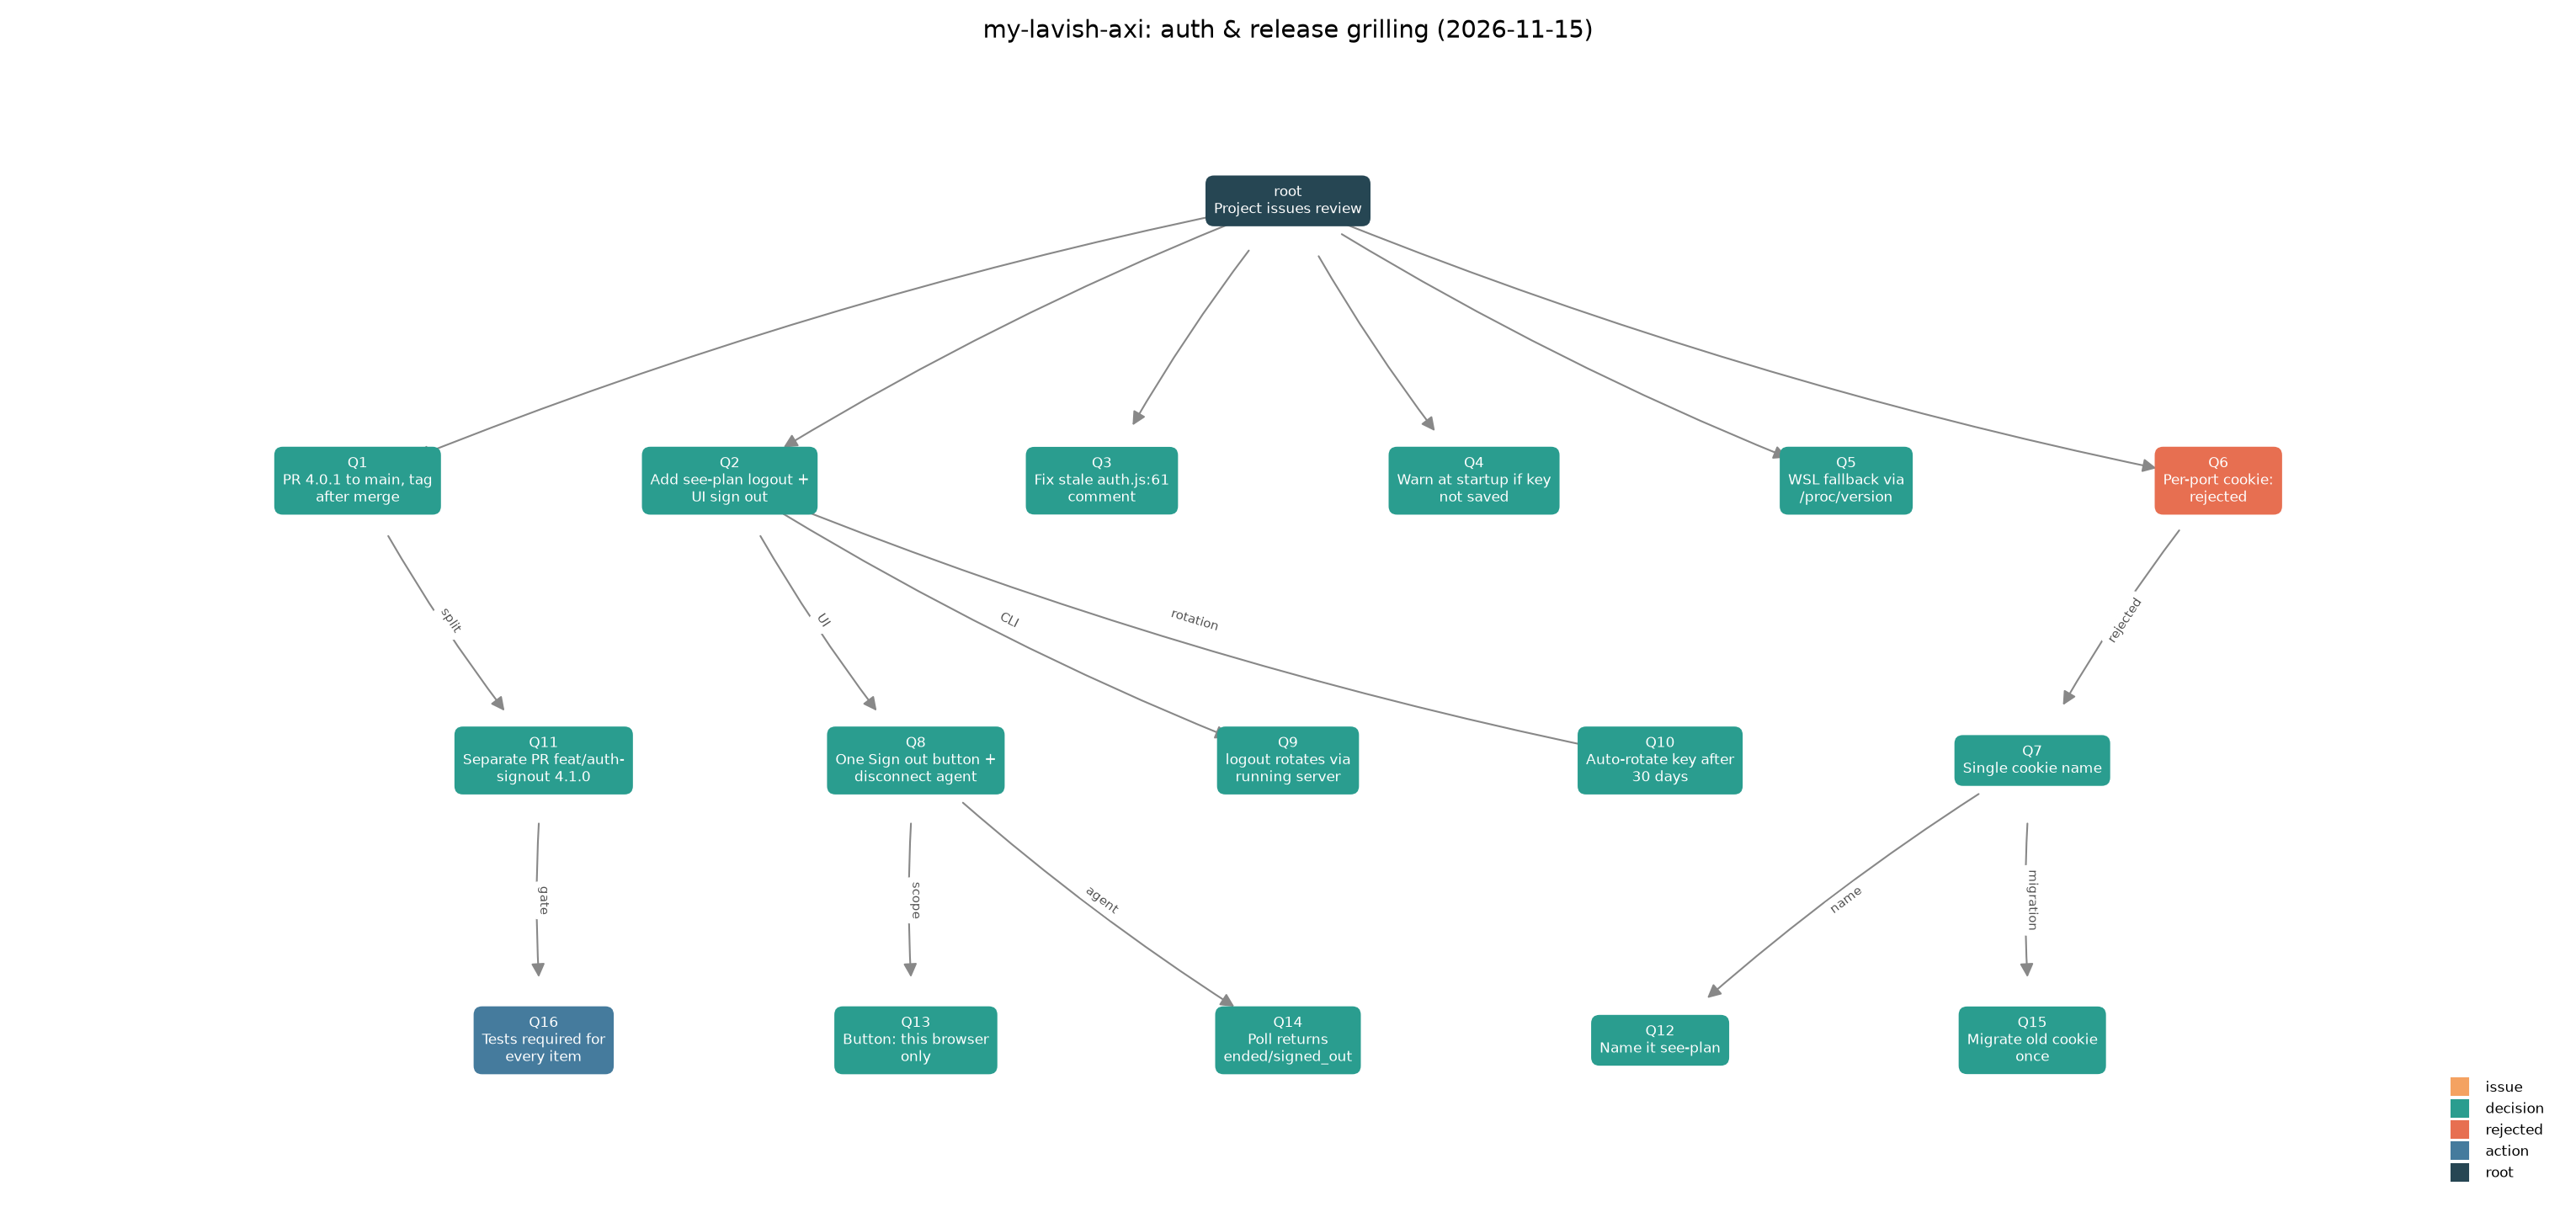 my-lavish-axi: auth & release grilling (2026-11-15)
root
Project issues review
Q1
PR 4.0.1 to main, tag
after merge
Q2
Add see-plan logout +
UI sign out
Q3
Fix stale auth.js:61
comment
Q4
Warn at startup if key
not saved
Q5
WSL fallback via
/proc/version
Q6
Per-port cookie:
rejected
split
UI
CLI
rotation
rejected
Q11
Separate PR feat/auth-
signout 4.1.0
Q8
One Sign out button +
disconnect agent
Q9
logout rotates via
running server
Q10
Auto-rotate key after
30 days
Q7
Single cookie name
gate
scope
agent
name
migration
Q16
Tests required for
every item
Q13
Button: this browser
only
Q14
Poll returns
ended/signed_out
Q12
Name it see-plan
Q15
Migrate old cookie
once
issue
decision
rejected
action
root